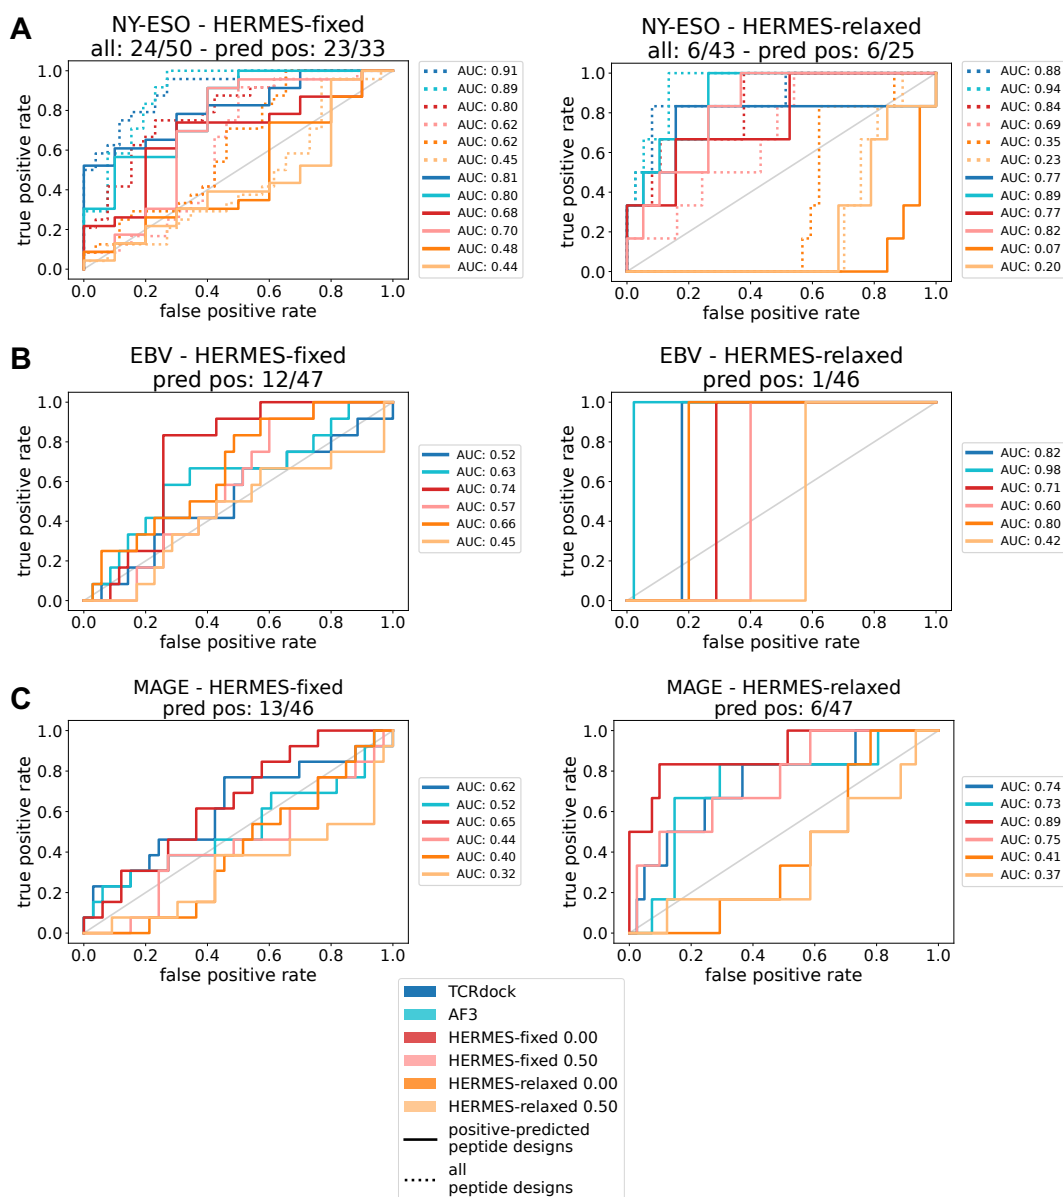 A
NY-ESO - HERMES-fixed
all: 24/50 - pred pos: 23/33
true positive rate
1.0
0.8
0.6
0.4
0.2
0.0
0.0 0.2 0.4 0.6 0.8 1.0
false positive rate
AUC: 0.91
AUC: 0.89
AUC: 0.80
AUC: 0.62
AUC: 0.62
AUC: 0.45
AUC: 0.81
AUC: 0.80
AUC: 0.68
AUC: 0.70
AUC: 0.48
AUC: 0.44
NY-ESO - HERMES-relaxed
all: 6/43 - pred pos: 6/25
true positive rate
1.0
0.8
0.6
0.4
0.2
0.0
0.0 0.2 0.4 0.6 0.8 1.0
false positive rate
AUC: 0.88
AUC: 0.94
AUC: 0.84
AUC: 0.69
AUC: 0.35
AUC: 0.23
AUC: 0.77
AUC: 0.89
AUC: 0.77
AUC: 0.82
AUC: 0.07
AUC: 0.20
B
EBV - HERMES-fixed
pred pos: 12/47
true positive rate
1.0
0.8
0.6
0.4
0.2
0.0
0.0 0.2 0.4 0.6 0.8 1.0
false positive rate
AUC: 0.52
AUC: 0.63
AUC: 0.74
AUC: 0.57
AUC: 0.66
AUC: 0.45
EBV - HERMES-relaxed
pred pos: 1/46
true positive rate
1.0
0.8
0.6
0.4
0.2
0.0
0.0 0.2 0.4 0.6 0.8 1.0
false positive rate
AUC: 0.82
AUC: 0.98
AUC: 0.71
AUC: 0.60
AUC: 0.80
AUC: 0.42
C
MAGE - HERMES-fixed
pred pos: 13/46
true positive rate
1.0
0.8
0.6
0.4
0.2
0.0
0.0 0.2 0.4 0.6 0.8 1.0
false positive rate
AUC: 0.62
AUC: 0.52
AUC: 0.65
AUC: 0.44
AUC: 0.40
AUC: 0.32
MAGE - HERMES-relaxed
pred pos: 6/47
true positive rate
1.0
0.8
0.6
0.4
0.2
0.0
0.0 0.2 0.4 0.6 0.8 1.0
false positive rate
AUC: 0.74
AUC: 0.73
AUC: 0.89
AUC: 0.75
AUC: 0.41
AUC: 0.37
TCRdock
AF3
HERMES-fixed 0.00
HERMES-fixed 0.50
HERMES-relaxed 0.00
HERMES-relaxed 0.50
positive-predicted
peptide designs
all
peptide designs